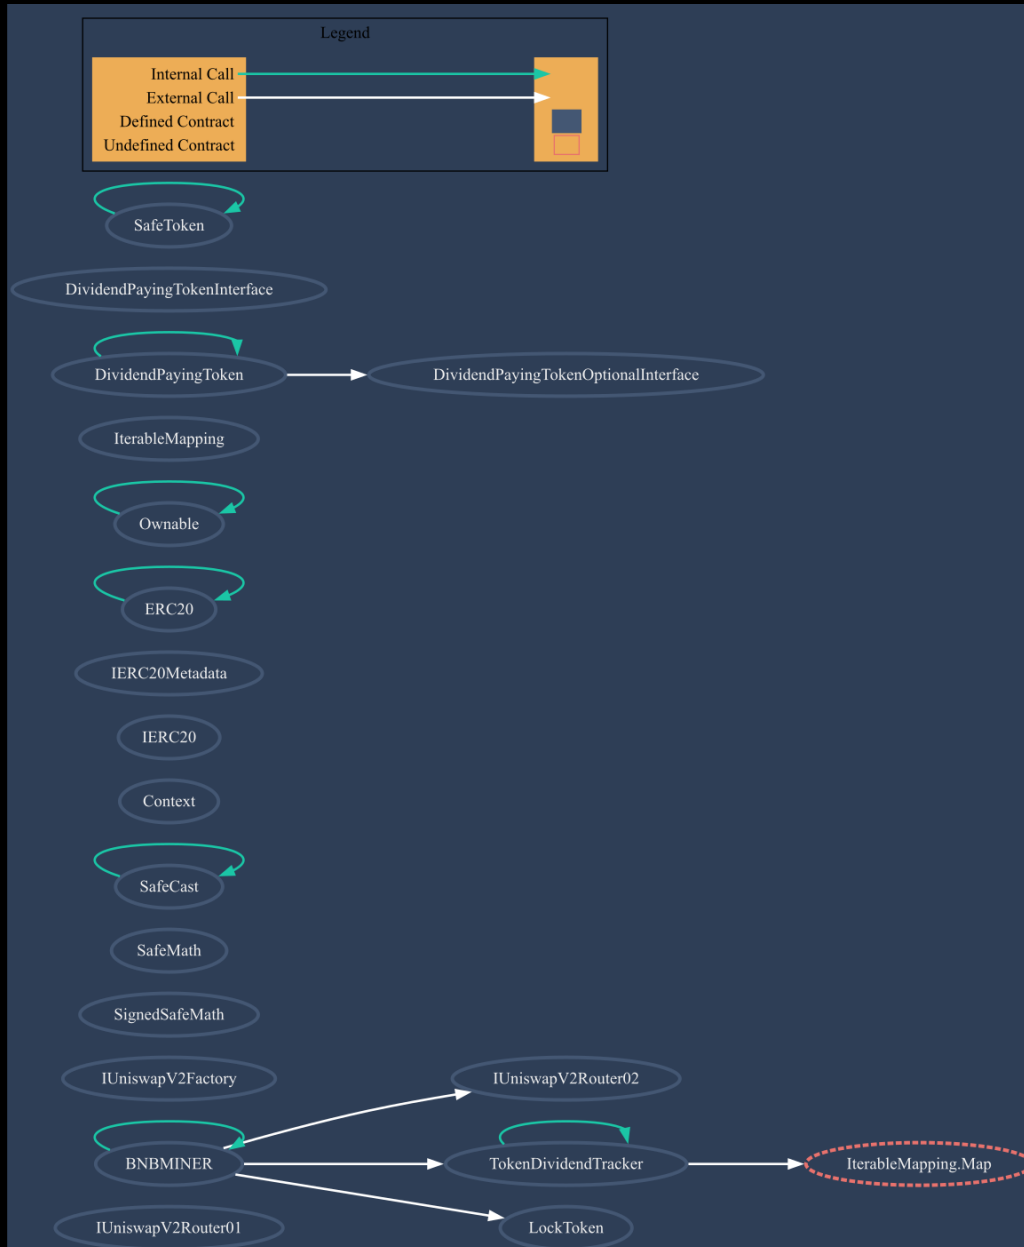 Legend
Internal Call
External Call
Defined Contract
Undefined Contract
SafeToken
DividendPayingTokenInterface
DividendPayingToken DividendPayingTokenOptionalInterface
IterableMapping
Ownable
ERC20
IERC20Metadata
IERC20
Context
SafeCast
SafeMath
SignedSafeMath
IUniswapV2Factory IUniswapV2Router02
BNBMINER TokenDividendTracker IterableMapping.Map
IUniswapV2Router01 LockToken